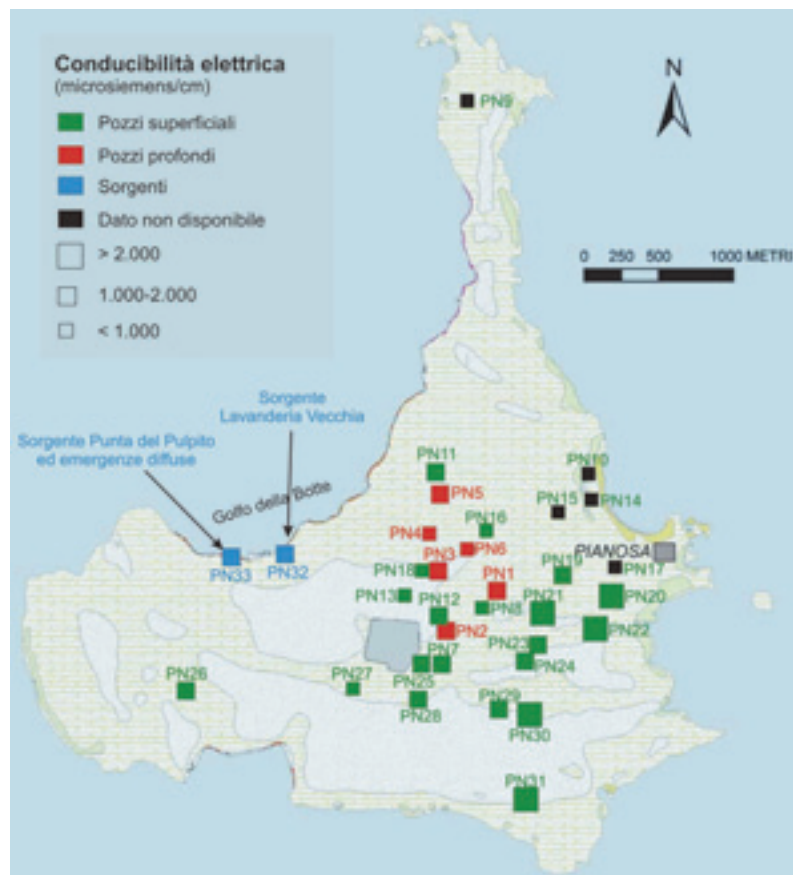 Conducibilità elettrica
(microsiemens/cm)
Pozzi superficiali
Pozzi profondi
Sorgenti
Dato non disponibile
> 2.000
1.000-2.000
< 1.000
N
0 250 500 1000 METRI
PN9
Sorgente
Lavanderia Vecchia
Sorgente Punta del Pulpito
ed emergenze diffuse
Golfo della Botte
PN11
PN10
PN5
PN15
PN14
PN16
PN4
PN6
PIANOSA
PN33
PN32
PN18
PN3
PN19
PN17
PN1
PN13
PN12
PN8
PN21
PN20
PN2
PN22
PN23
PN7
PN24
PN25
PN26
PN27
PN28
PN29
PN30
PN31